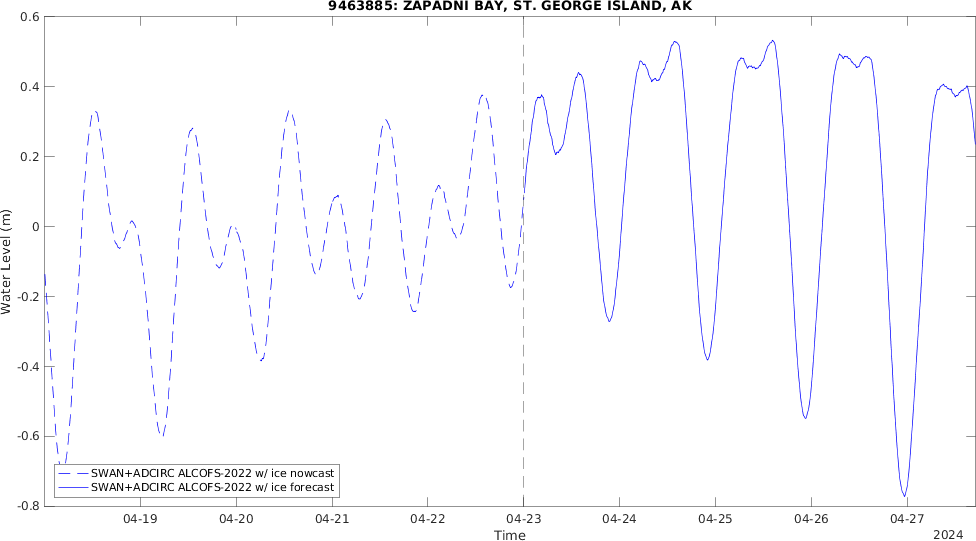 9463885: ZAPADNI BAY, ST. GEORGE ISLAND, AK
0.6
0.4
0.2
0
-0.2
-0.4
-0.6
-0.8
Water Level (m)
SWAN+ADCIRC ALCOFS-2022 w/ ice nowcast
SWAN+ADCIRC ALCOFS-2022 w/ ice forecast
04-19 04-20 04-21 04-22 04-23 04-24 04-25 04-26 04-27
Time
2024